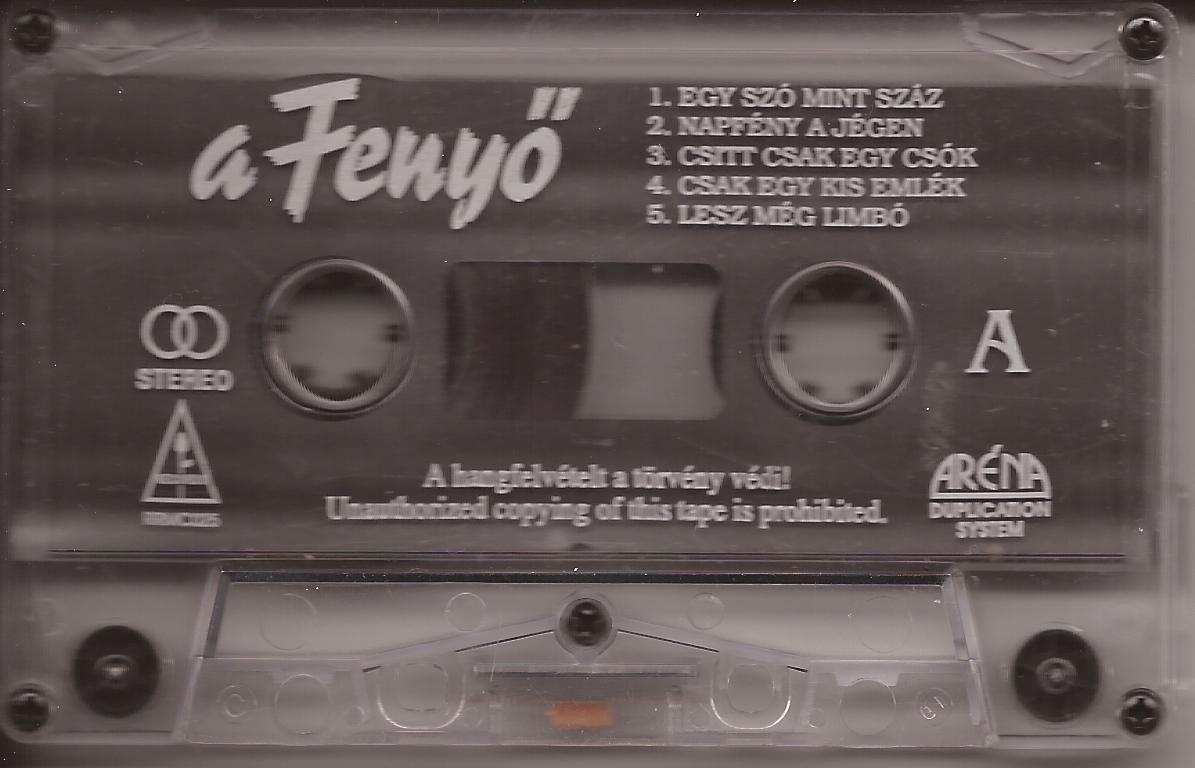 a Fenyő
1. EGY SZÓ MINT SZÁZ
2. NAPFÉNY A JÉGEN
3. CSITT CSAK EGY CSÓK
4. CSAK EGY KIS EMLÉK
5. LESZ MÉG LIMBÓ
STEREO
A
A hangfelvételt a törvény védi!
Unauthorized copying of this tape is prohibited.
ARÉNA
DUPLICATION
SYSTEM